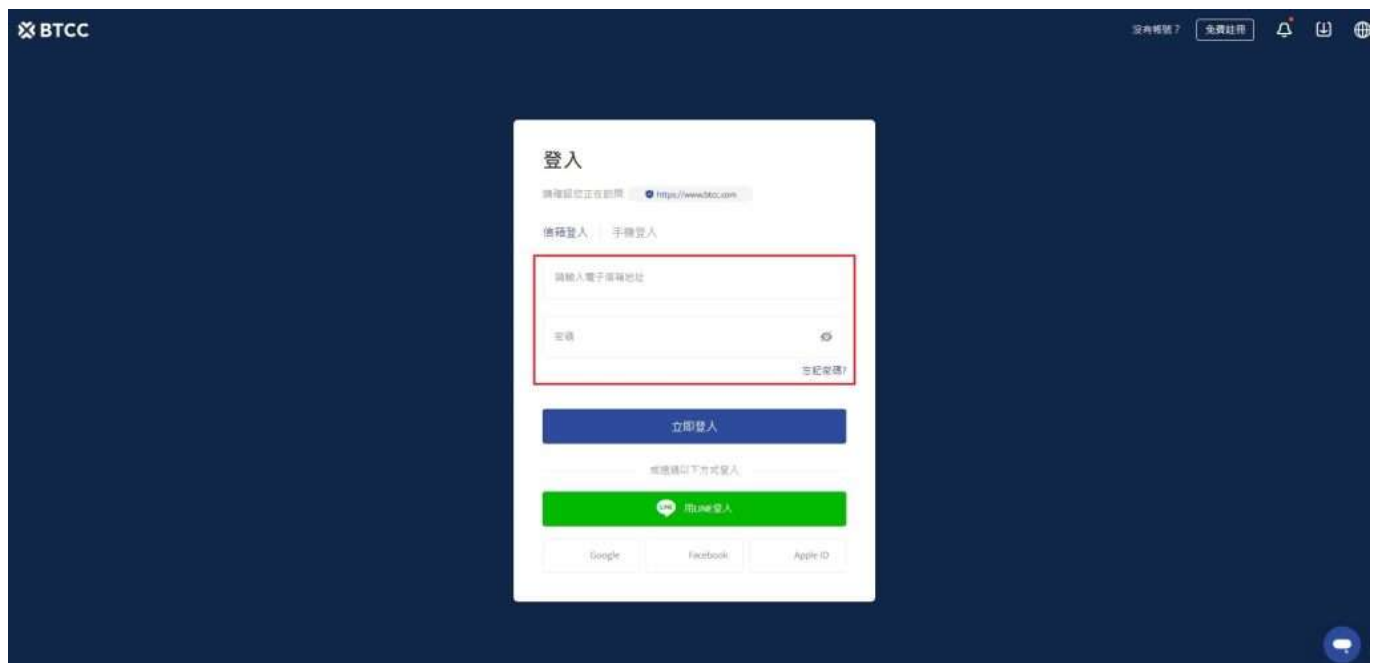 BTCC
沒有帳號？ 免費註冊
登入
請確認您正在訪問 https://www.btcc.com
信箱登入 手機登入
請輸入電子信箱地址
密碼
忘記密碼?
立即登入
或透過以下方式登入
LINE 用LINE登入
Google Facebook Apple ID